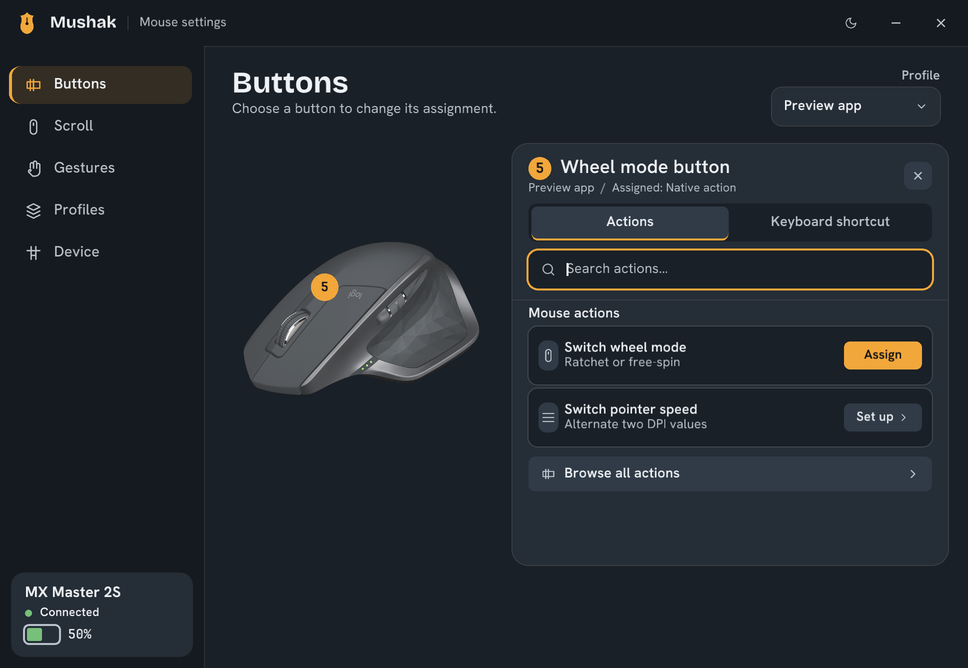 Mushak
Mouse settings
Buttons
Scroll
Gestures
Profiles
Device
MX Master 2S
Connected
50%
Buttons
Choose a button to change its assignment.
Profile
Preview app
5
logi
5 Wheel mode button
Preview app / Assigned: Native action
Actions
Keyboard shortcut
Search actions...
Mouse actions
Switch wheel mode
Ratchet or free-spin
Assign
Switch pointer speed
Alternate two DPI values
Set up
Browse all actions